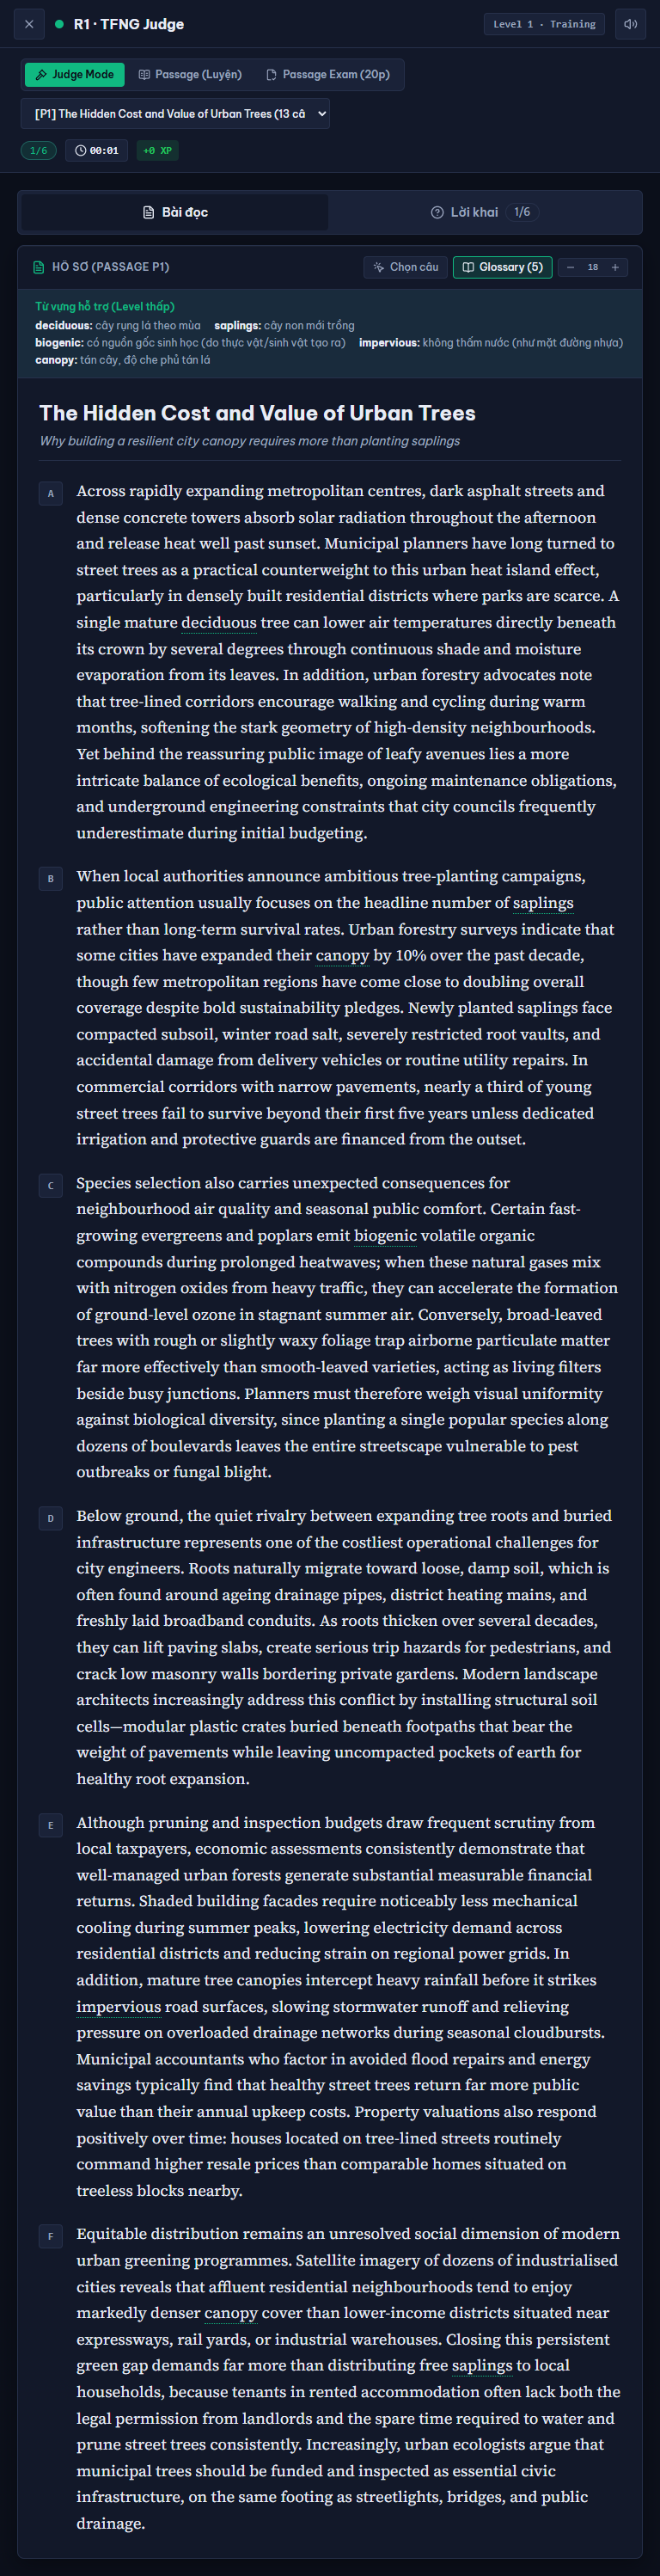 R1 · TFNG Judge
Level 1 · Training
Judge Mode
Passage (Luyện)
Passage Exam (20p)
[P1] The Hidden Cost and Value of Urban Trees (13 câ
1/6
00:01
+0 XP
Bài đọc
Lời khai
1/6
HỒ SƠ (PASSAGE P1)
Chọn câu
Glossary (5)
− 18 +
Từ vựng hỗ trợ (Level thấp)
deciduous: cây rụng lá theo mùa saplings: cây non mới trồng
biogenic: có nguồn gốc sinh học (do thực vật/sinh vật tạo ra) impervious: không thấm nước (như mặt đường nhựa)
canopy: tán cây, độ che phủ tán lá
The Hidden Cost and Value of Urban Trees
Why building a resilient city canopy requires more than planting saplings
A
Across rapidly expanding metropolitan centres, dark asphalt streets and
dense concrete towers absorb solar radiation throughout the afternoon
and release heat well past sunset. Municipal planners have long turned to
street trees as a practical counterweight to this urban heat island effect,
particularly in densely built residential districts where parks are scarce. A
single mature deciduous tree can lower air temperatures directly beneath
its crown by several degrees through continuous shade and moisture
evaporation from its leaves. In addition, urban forestry advocates note
that tree-lined corridors encourage walking and cycling during warm
months, softening the stark geometry of high-density neighbourhoods.
Yet behind the reassuring public image of leafy avenues lies a more
intricate balance of ecological benefits, ongoing maintenance obligations,
and underground engineering constraints that city councils frequently
underestimate during initial budgeting.
B
When local authorities announce ambitious tree-planting campaigns,
public attention usually focuses on the headline number of saplings
rather than long-term survival rates. Urban forestry surveys indicate that
some cities have expanded their canopy by 10% over the past decade,
though few metropolitan regions have come close to doubling overall
coverage despite bold sustainability pledges. Newly planted saplings face
compacted subsoil, winter road salt, severely restricted root vaults, and
accidental damage from delivery vehicles or routine utility repairs. In
commercial corridors with narrow pavements, nearly a third of young
street trees fail to survive beyond their first five years unless dedicated
irrigation and protective guards are financed from the outset.
C
Species selection also carries unexpected consequences for
neighbourhood air quality and seasonal public comfort. Certain fast-
growing evergreens and poplars emit biogenic volatile organic
compounds during prolonged heatwaves; when these natural gases mix
with nitrogen oxides from heavy traffic, they can accelerate the formation
of ground-level ozone in stagnant summer air. Conversely, broad-leaved
trees with rough or slightly waxy foliage trap airborne particulate matter
far more effectively than smooth-leaved varieties, acting as living filters
beside busy junctions. Planners must therefore weigh visual uniformity
against biological diversity, since planting a single popular species along
dozens of boulevards leaves the entire streetscape vulnerable to pest
outbreaks or fungal blight.
D
Below ground, the quiet rivalry between expanding tree roots and buried
infrastructure represents one of the costliest operational challenges for
city engineers. Roots naturally migrate toward loose, damp soil, which is
often found around ageing drainage pipes, district heating mains, and
freshly laid broadband conduits. As roots thicken over several decades,
they can lift paving slabs, create serious trip hazards for pedestrians, and
crack low masonry walls bordering private gardens. Modern landscape
architects increasingly address this conflict by installing structural soil
cells—modular plastic crates buried beneath footpaths that bear the
weight of pavements while leaving uncompacted pockets of earth for
healthy root expansion.
E
Although pruning and inspection budgets draw frequent scrutiny from
local taxpayers, economic assessments consistently demonstrate that
well-managed urban forests generate substantial measurable financial
returns. Shaded building facades require noticeably less mechanical
cooling during summer peaks, lowering electricity demand across
residential districts and reducing strain on regional power grids. In
addition, mature tree canopies intercept heavy rainfall before it strikes
impervious road surfaces, slowing stormwater runoff and relieving
pressure on overloaded drainage networks during seasonal cloudbursts.
Municipal accountants who factor in avoided flood repairs and energy
savings typically find that healthy street trees return far more public
value than their annual upkeep costs. Property valuations also respond
positively over time: houses located on tree-lined streets routinely
command higher resale prices than comparable homes situated on
treeless blocks nearby.
F
Equitable distribution remains an unresolved social dimension of modern
urban greening programmes. Satellite imagery of dozens of industrialised
cities reveals that affluent residential neighbourhoods tend to enjoy
markedly denser canopy cover than lower-income districts situated near
expressways, rail yards, or industrial warehouses. Closing this persistent
green gap demands far more than distributing free saplings to local
households, because tenants in rented accommodation often lack both the
legal permission from landlords and the spare time required to water and
prune street trees consistently. Increasingly, urban ecologists argue that
municipal trees should be funded and inspected as essential civic
infrastructure, on the same footing as streetlights, bridges, and public
drainage.